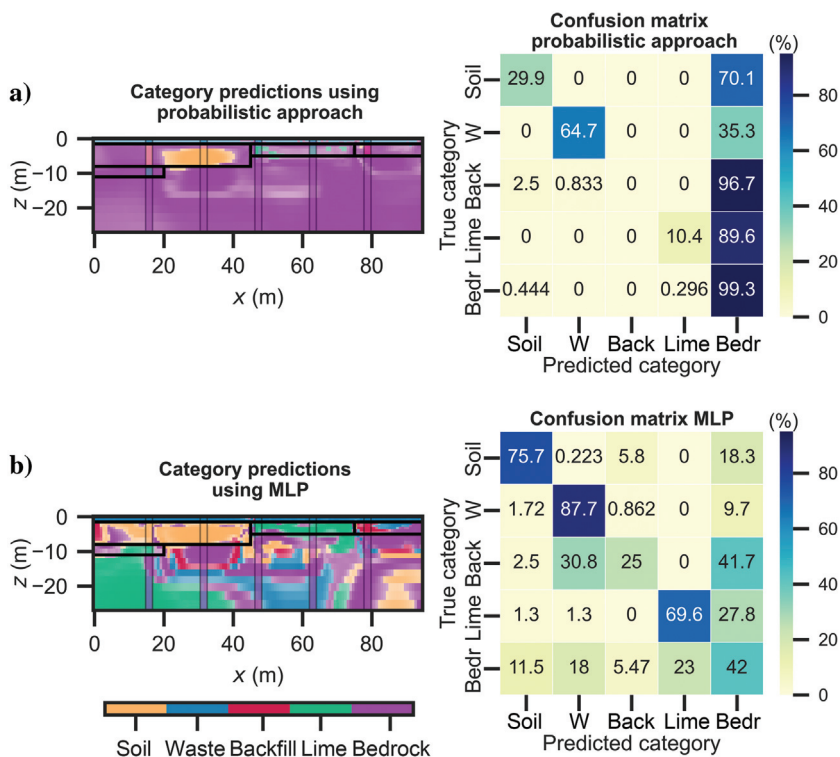 a)
Category predictions using
probabilistic approach
0
−10
−20
z (m)
0 20 40 60 80
x (m)
Confusion matrix
probabilistic approach
(%)
True category
Soil 29.9 0 0 0 70.1
W 0 64.7 0 0 35.3
Back 2.5 0.833 0 0 96.7
Lime 0 0 0 10.4 89.6
Bedr 0.444 0 0 0.296 99.3
Soil W Back Lime Bedr
Predicted category
80
60
40
20
0
b)
Category predictions
using MLP
0
−10
−20
z (m)
0 20 40 60 80
x (m)
Soil Waste Backfill Lime Bedrock
Confusion matrix MLP
(%)
True category
Soil 75.7 0.223 5.8 0 18.3
W 1.72 87.7 0.862 0 9.7
Back 2.5 30.8 25 0 41.7
Lime 1.3 1.3 0 69.6 27.8
Bedr 11.5 18 5.47 23 42
Soil W Back Lime Bedr
Predicted category
80
60
40
20
0